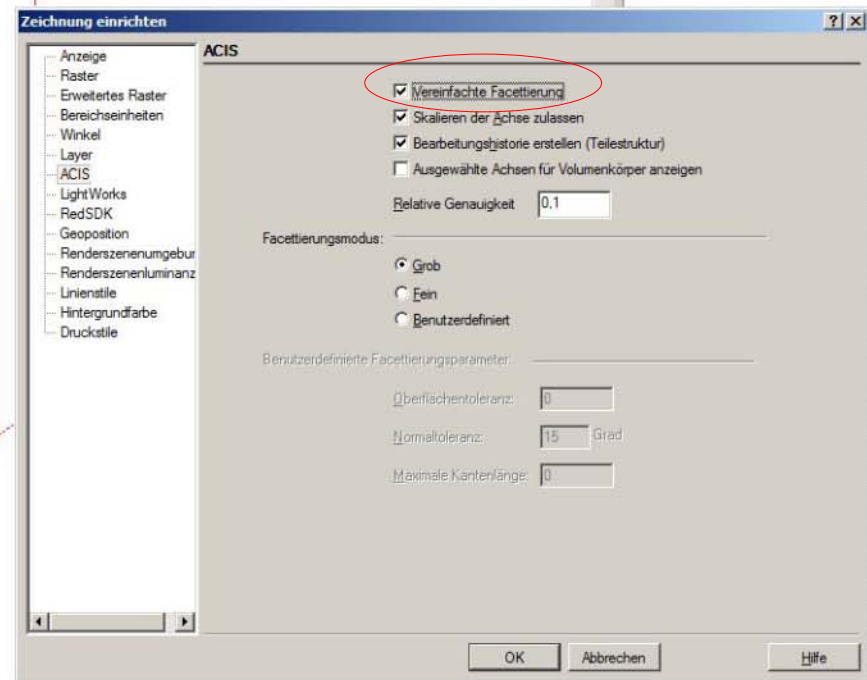 Zeichnung einrichten
Anzeige
Raster
Erweitertes Raster
Bereichseinheiten
Winkel
Layer
ACIS
LightWorks
RedSDK
Geoposition
Renderszenenumgebur
Renderszenenluminanz
Linienstile
Hintergrundfarbe
Druckstile
ACIS
Vereinfachte Facettierung
Skalieren der Achse zulassen
Bearbeitungshistorie erstellen (Teilestruktur)
Ausgewählte Achsen für Volumenkörper anzeigen
Relative Genauigkeit 0,1
Facettierungsmodus:
Grob
Fein
Benutzerdefiniert
Benutzerdefinierte Facettierungsparameter:
Oberflächentoleranz: 0
Normaltoleranz: 15 Grad
Maximale Kantenlänge: 0
OK Abbrechen Hilfe